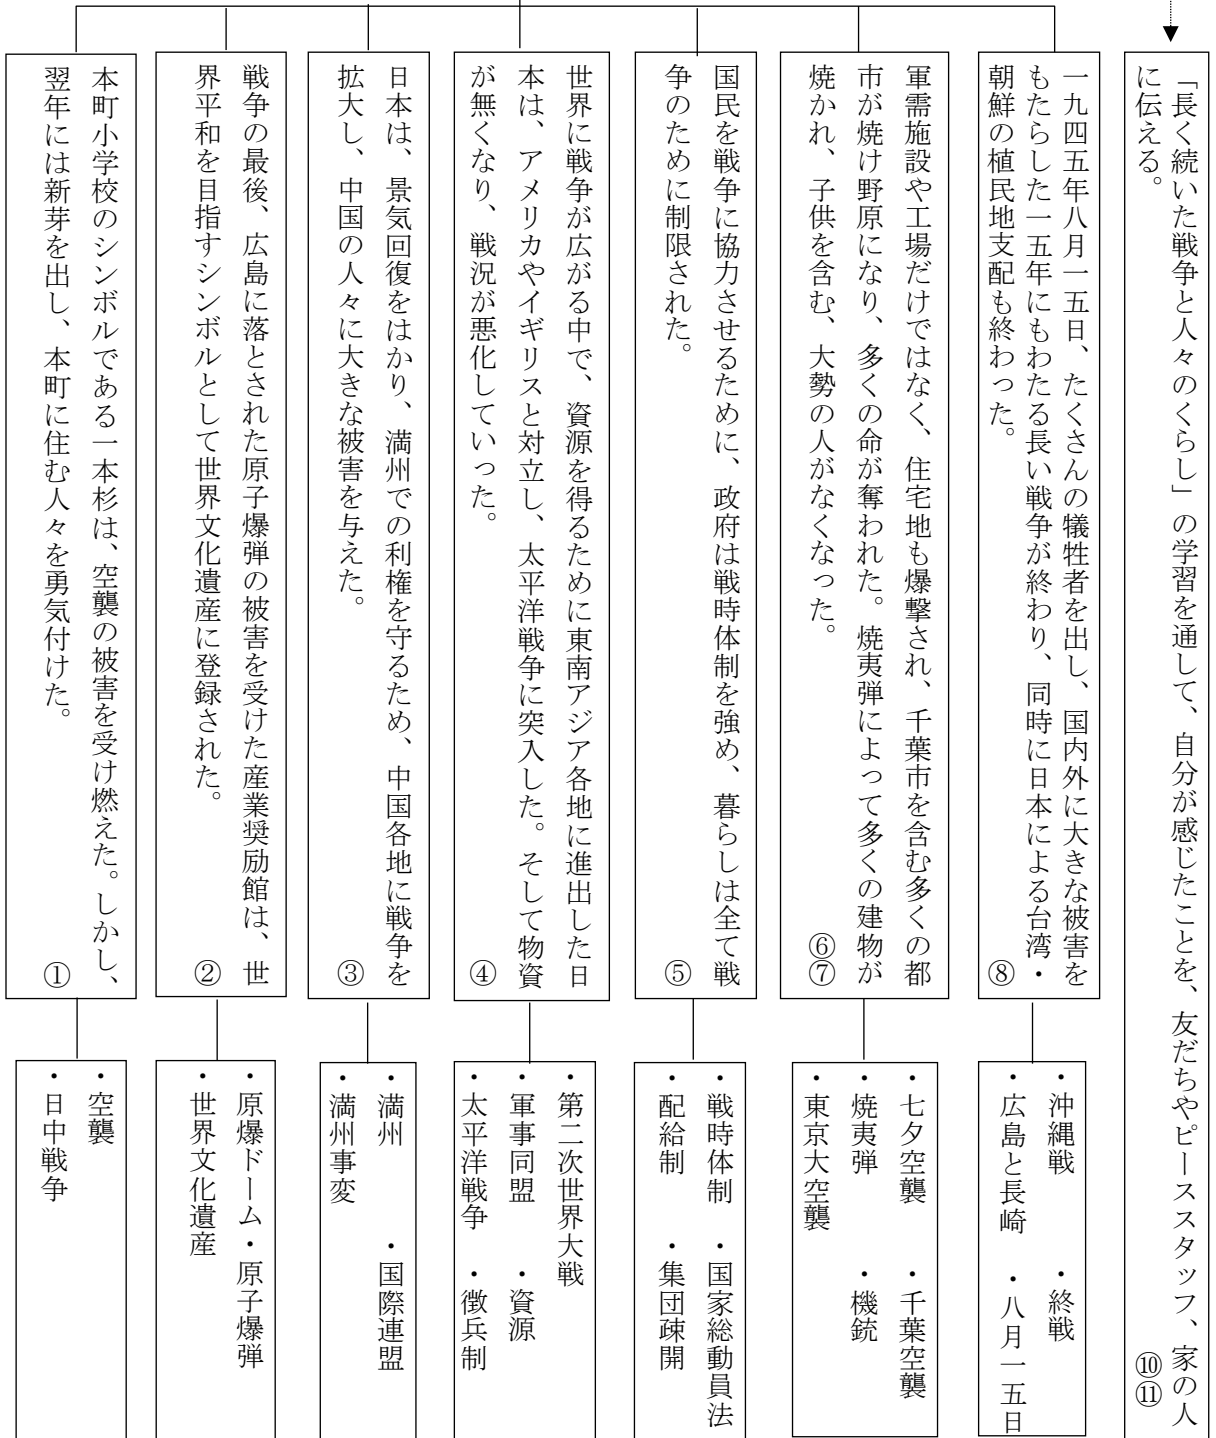 「長く続いた戦争と人々のくらし」の学習を通して、自分が感じたことを、友だちやピーススタッフ、家の人
に伝える。
⑩⑪
一九四五年八月一五日、たくさんの犠牲者を出し、国内外に大きな被害を
もたらした一五年にもわたる長い戦争が終わり、同時に日本による台湾・
朝鮮の植民地支配も終わった。
⑧
軍需施設や工場だけではなく、住宅地も爆撃され、千葉市を含む多くの都
市が焼け野原になり、多くの命が奪われた。焼夷弾によって多くの建物が
焼かれ、子供を含む、大勢の人がなくなった。
⑥⑦
国民を戦争に協力させるために、政府は戦時体制を強め、暮らしは全て戦
争のために制限された。
⑤
世界に戦争が広がる中で、資源を得るために東南アジア各地に進出した日
本は、アメリカやイギリスと対立し、太平洋戦争に突入した。そして物資
が無くなり、戦況が悪化していった。
④
日本は、景気回復をはかり、満州での利権を守るため、中国各地に戦争を
拡大し、中国の人々に大きな被害を与えた。
③
戦争の最後、広島に落とされた原子爆弾の被害を受けた産業奨励館は、世
界平和を目指すシンボルとして世界文化遺産に登録された。
②
本町小学校のシンボルである一本杉は、空襲の被害を受け燃えた。しかし、
翌年には新芽を出し、本町に住む人々を勇気付けた。
①
・沖縄戦 ・終戦
・広島と長崎 ・八月一五日
・七夕空襲 ・千葉空襲
・焼夷弾 ・機銃
・東京大空襲
・戦時体制 ・国家総動員法
・配給制 ・集団疎開
・第二次世界大戦
・軍事同盟 ・資源
・太平洋戦争 ・徴兵制
・満州 ・国際連盟
・満州事変
・原爆ドーム・原子爆弾
・世界文化遺産
・空襲
・日中戦争